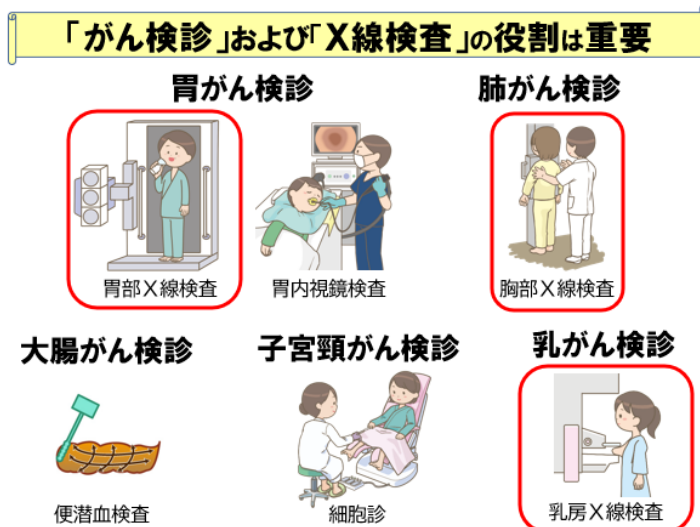 「がん検診」および「X線検査」の役割は重要
胃がん検診
肺がん検診
胃部X線検査
胃内視鏡検査
胸部X線検査
大腸がん検診
子宮頸がん検診
乳がん検診
便潜血検査
細胞診
乳房X線検査